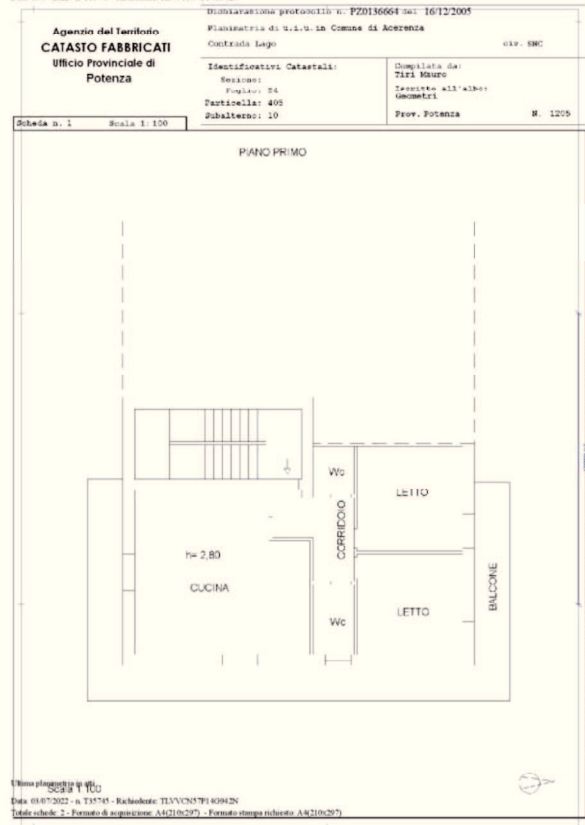 Agenzia del Territorio
CATASTO FABBRICATI
Ufficio Provinciale di
Potenza
Dichiarazione protocollo n. PZ0136664 del 16/12/2005
Planimetria di u.i.u. in Comune di Acerenza
Contrada Lago civ. SNC
Identificativi Catastali:
Sezione:
Foglio: 54
Particella: 405
Subalterno: 10
Compilata da:
Tiri Mauro
Iscritto all'albo:
Geometri
Prov. Potenza N. 1205
Scheda n. 1 Scala 1:100
PIANO PRIMO
Wc
LETTO
CORRIDOIO
h= 2,80
CUCINA
BALCONE
LETTO
Wc
Ultima planimetria in atti
Scala 1:100
Data: 03/07/2022 - n. T35745 - Richiedente:
Totale schede: 2 - Formato di acquisizione: A4(210x297) - Formato stampa richiesto: A4(210x297)